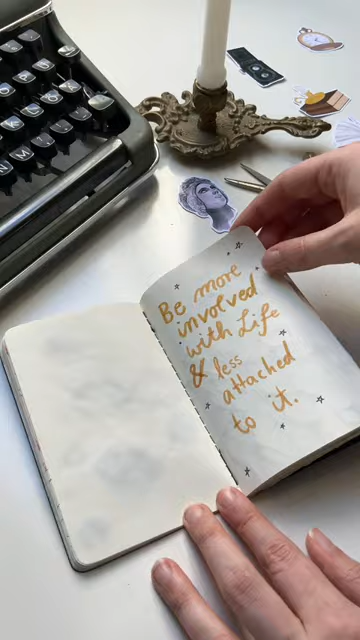 Be more
involved
with Life
& less
attached
to it.